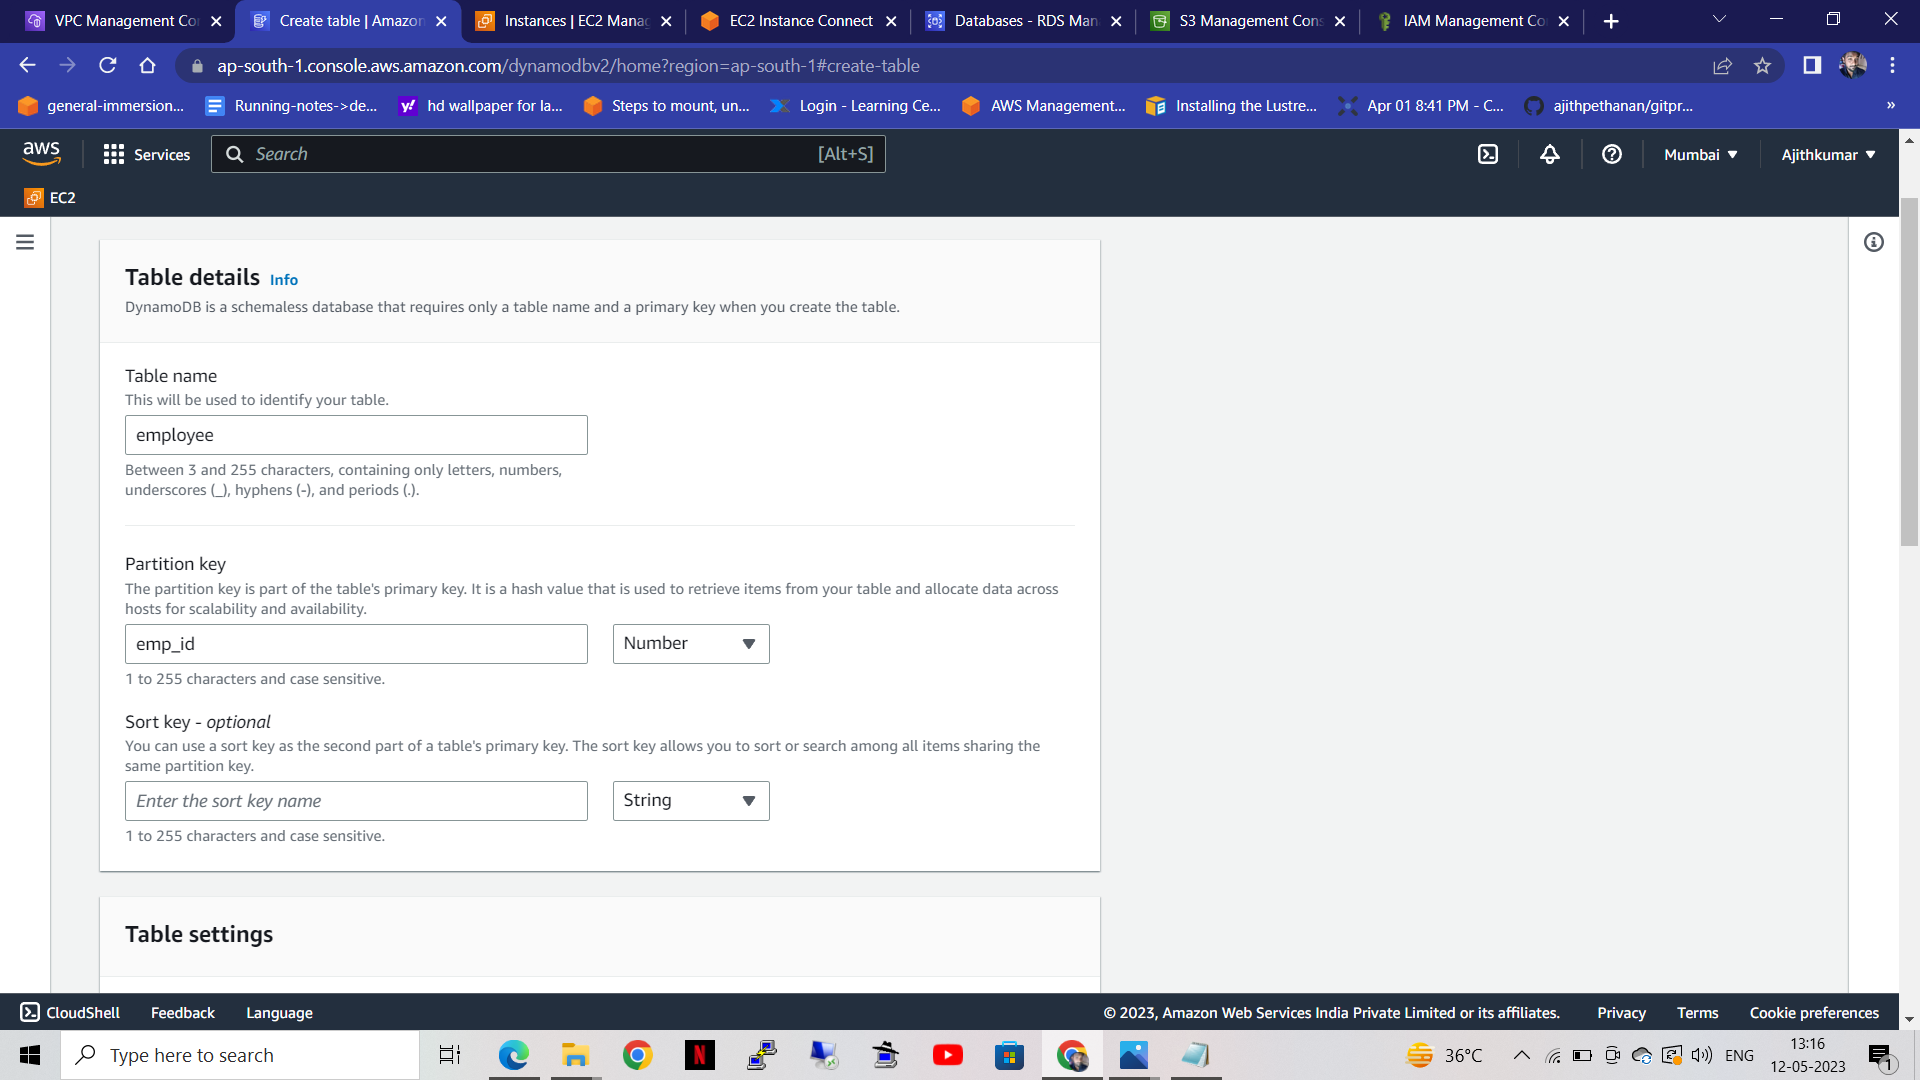 VPC Management Co
Create table | Amazon
Instances | EC2 Manag
EC2 Instance Connect
Databases - RDS Man
S3 Management Cons
IAM Management Co
ap-south-1.console.aws.amazon.com/dynamodbv2/home?region=ap-south-1#create-table
general-immersion...
Running-notes->de...
hd wallpaper for la...
Steps to mount, un...
Login - Learning Ce...
AWS Management...
Installing the Lustre...
Apr 01 8:41 PM - C...
ajithpethanan/gitpr...
»
aws
Services
Search
[Alt+S]
Mumbai
Ajithkumar
EC2
Table details Info
DynamoDB is a schemaless database that requires only a table name and a primary key when you create the table.
Table name
This will be used to identify your table.
employee
Between 3 and 255 characters, containing only letters, numbers,
underscores (_), hyphens (-), and periods (.).
Partition key
The partition key is part of the table's primary key. It is a hash value that is used to retrieve items from your table and allocate data across
hosts for scalability and availability.
emp_id
Number
1 to 255 characters and case sensitive.
Sort key - optional
You can use a sort key as the second part of a table's primary key. The sort key allows you to sort or search among all items sharing the
same partition key.
Enter the sort key name
String
1 to 255 characters and case sensitive.
Table settings
CloudShell
Feedback
Language
© 2023, Amazon Web Services India Private Limited or its affiliates.
Privacy
Terms
Cookie preferences
Type here to search
36°C
ENG
13:16
12-05-2023
1